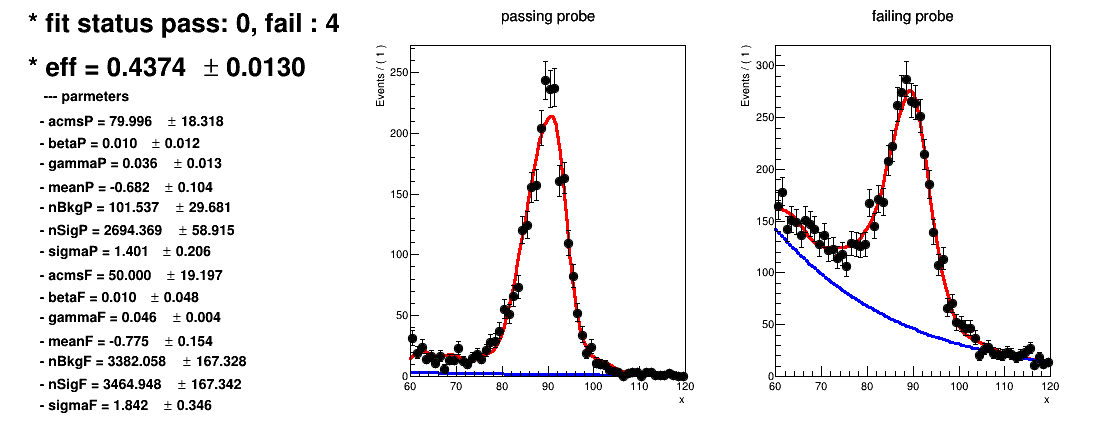 * fit status pass: 0, fail : 4
* eff = 0.4374 ± 0.0130
--- parmeters
- acmsP = 79.996 ± 18.318
- betaP = 0.010 ± 0.012
- gammaP = 0.036 ± 0.013
- meanP = -0.682 ± 0.104
- nBkgP = 101.537 ± 29.681
- nSigP = 2694.369 ± 58.915
- sigmaP = 1.401 ± 0.206
- acmsF = 50.000 ± 19.197
- betaF = 0.010 ± 0.048
- gammaF = 0.046 ± 0.004
- meanF = -0.775 ± 0.154
- nBkgF = 3382.058 ± 167.328
- nSigF = 3464.948 ± 167.342
- sigmaF = 1.842 ± 0.346
passing probe
Events / ( 1 )
250
200
150
100
50
0
60 70 80 90 100 110 120
x
failing probe
Events / ( 1 )
300
250
200
150
100
50
0
60 70 80 90 100 110 120
x